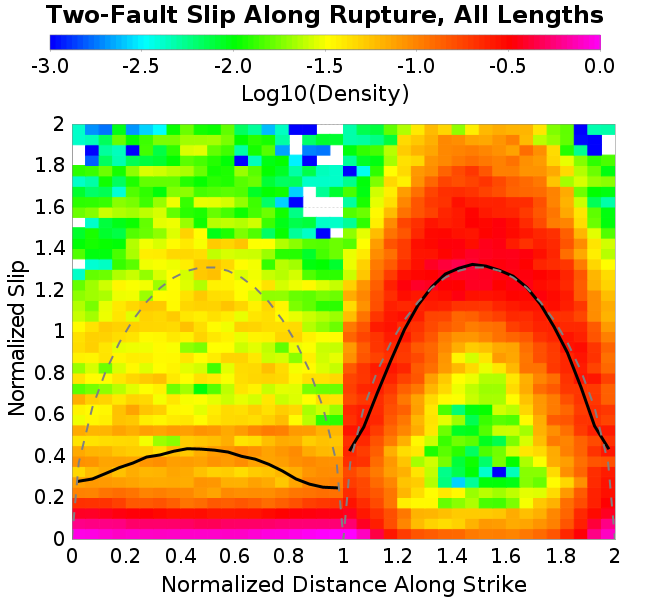 Two-Fault Slip Along Rupture, All Lengths
-3.0 -2.5 -2.0 -1.5 -1.0 -0.5 0.0
Log10(Density)
2
1.8
1.6
1.4
1.2
1
0.8
0.6
0.4
0.2
0
Normalized Slip
0 0.2 0.4 0.6 0.8 1 1.2 1.4 1.6 1.8 2
Normalized Distance Along Strike